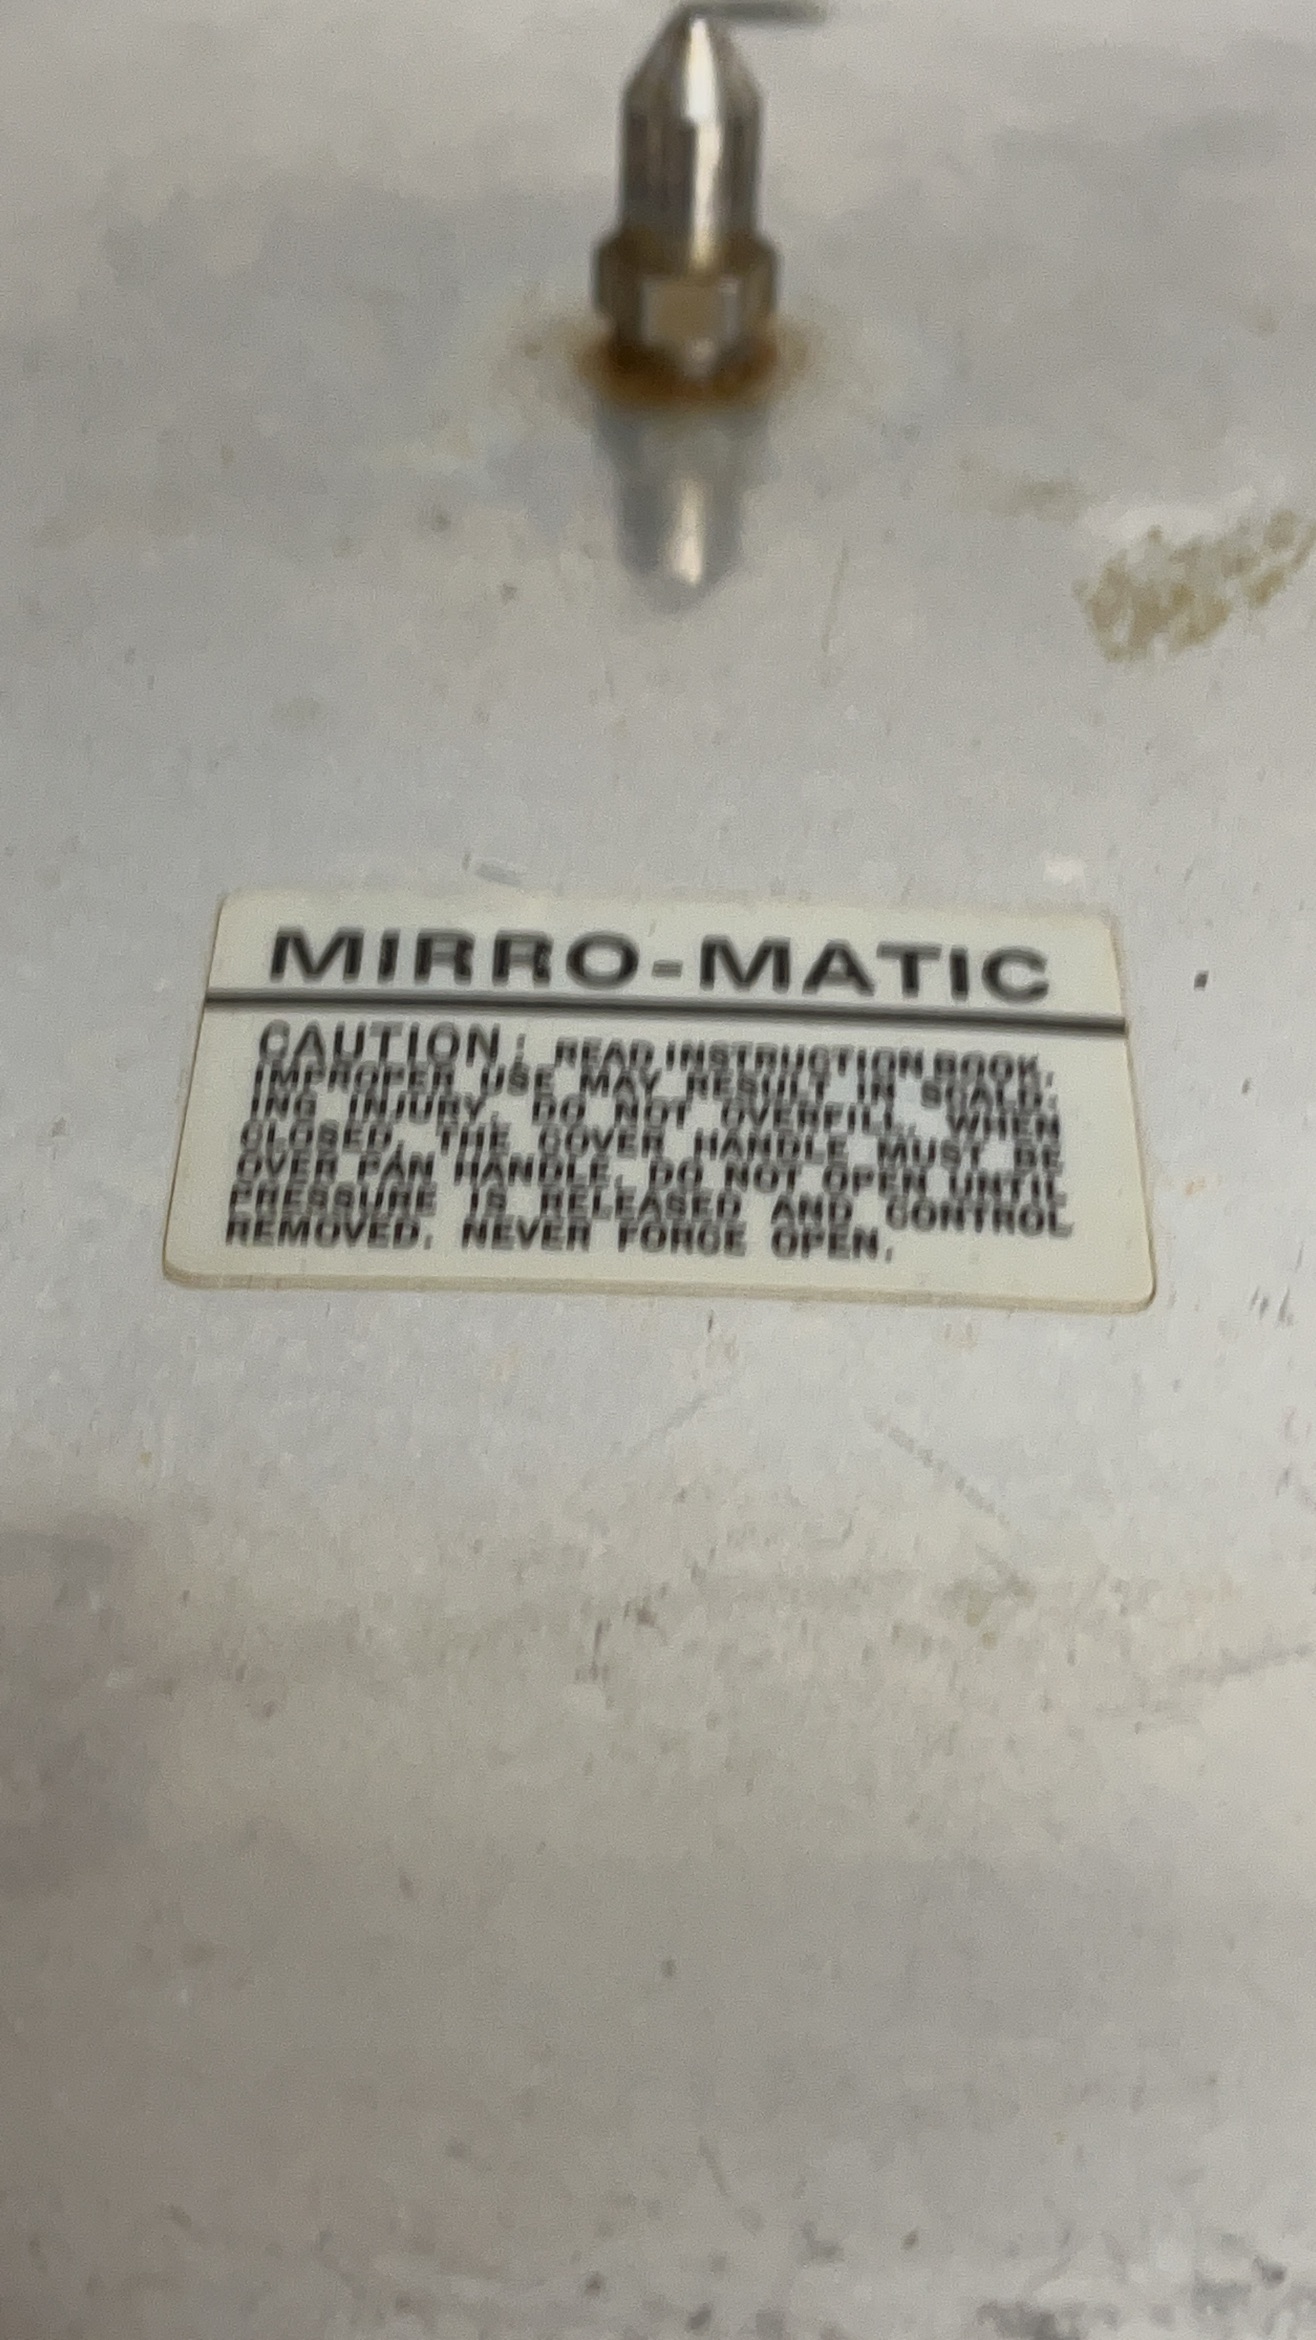 MIRRO-MATIC
CAUTION: READ INSTRUCTION BOOK.
IMPROPER USE MAY RESULT IN SCALD-
ING INJURY. DO NOT OVERFILL. WHEN
CLOSED, THE COVER HANDLE MUST BE
OVER PAN HANDLE. DO NOT OPEN UNTIL
PRESSURE IS RELEASED AND CONTROL
REMOVED. NEVER FORCE OPEN.